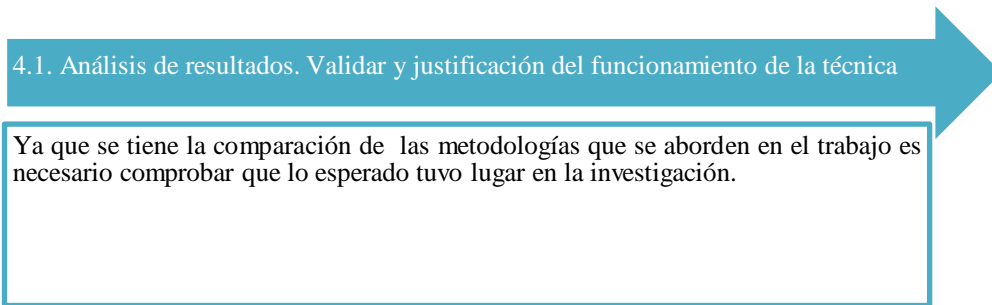 4.1. Análisis de resultados. Validar y justificación del funcionamiento de la técnica
Ya que se tiene la comparación de las metodologías que se aborden en el trabajo es
necesario comprobar que lo esperado tuvo lugar en la investigación.